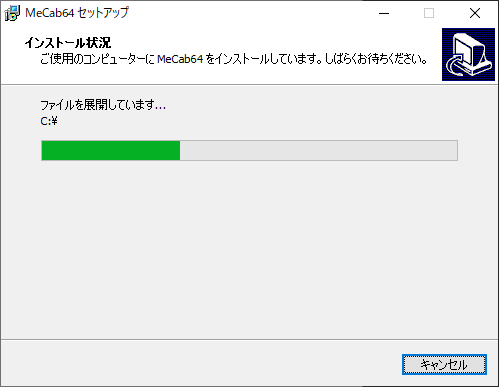 MeCab64 セットアップ
インストール状況
ご使用のコンピューターに MeCab64 をインストールしています。しばらくお待ちください。
ファイルを展開しています...
C:¥
キャンセル